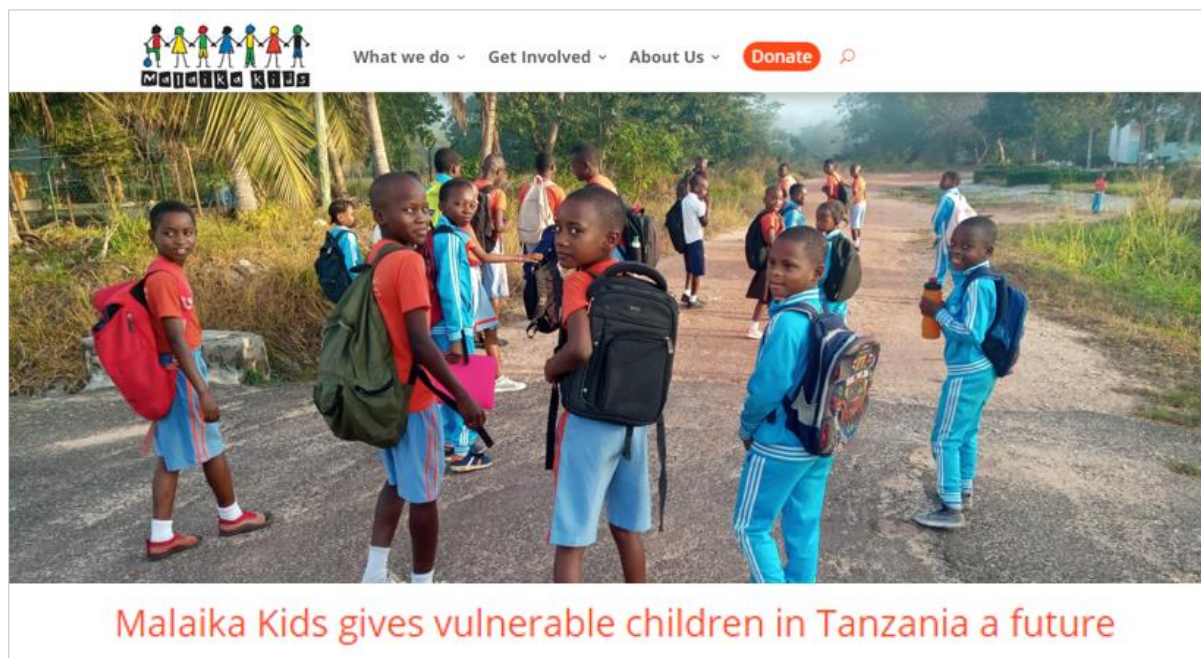 Malaika Kids
What we do Get Involved About Us Donate
Malaika Kids gives vulnerable children in Tanzania a future